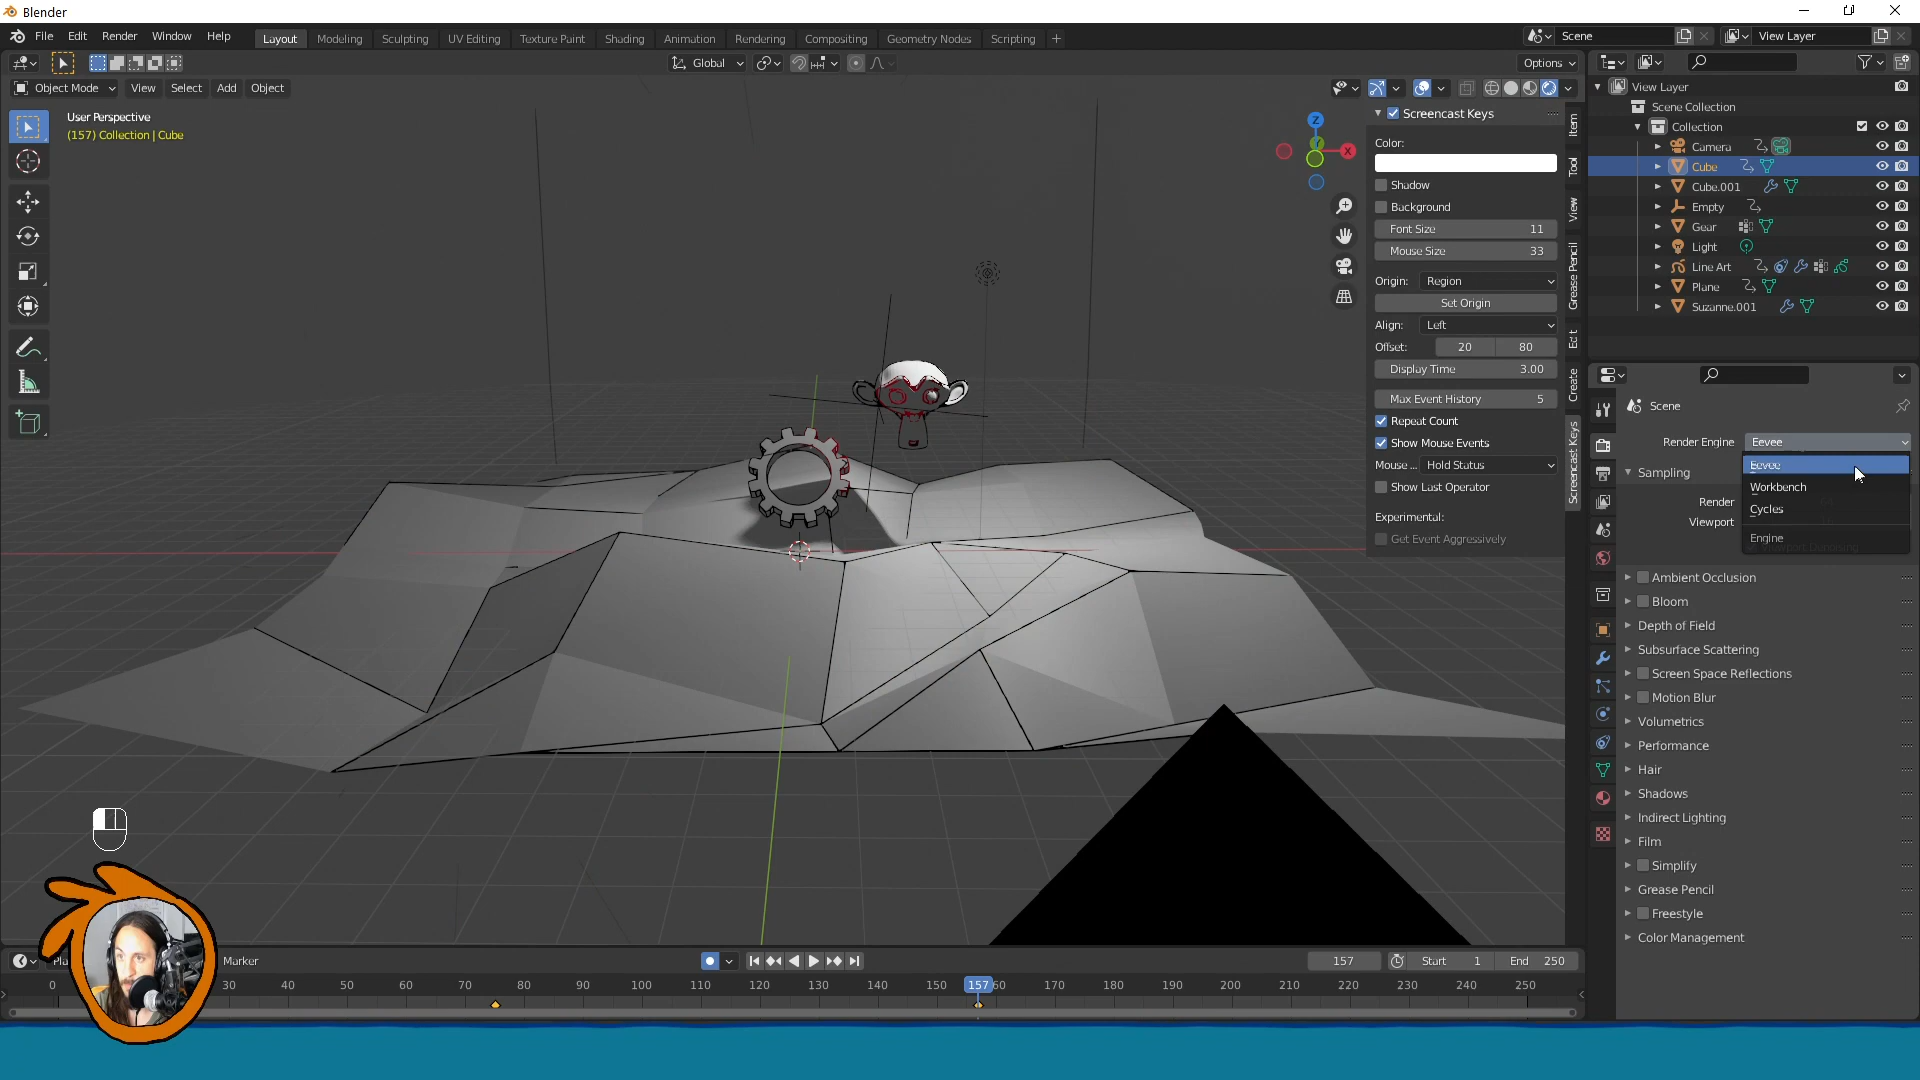 Blender
File Edit Render Window Help Layout Modeling Sculpting UV Editing Texture Paint Shading Animation Rendering Compositing Geometry Nodes Scripting + Scene View Layer
Global Options
Object Mode View Select Add Object
User Perspective
(157) Collection | Cube
Z
X
Screencast Keys
Color:
Shadow
Background
Font Size 11
Mouse Size 33
Origin: Region
Set Origin
Align: Left
Offset: 20 80
Display Time 3.00
Max Event History 5
Repeat Count
Show Mouse Events
Mouse ... Hold Status
Show Last Operator
Experimental:
Get Event Aggressively
Item
Tool
View
Grease Pencil
Edit
Create
Screencast Keys
View Layer
Scene Collection
Collection
Camera
Cube
Cube.001
Empty
Gear
Light
Line Art
Plane
Suzanne.001
Scene
Render Engine Eevee
Eevee
Workbench
Cycles
Engine
Sampling
Render
Viewport
Ambient Occlusion
Bloom
Depth of Field
Subsurface Scattering
Screen Space Reflections
Motion Blur
Volumetrics
Performance
Hair
Shadows
Indirect Lighting
Film
Simplify
Grease Pencil
Freestyle
Color Management
Pla Marker 157 Start 1 End 250
0 30 40 50 60 70 80 90 100 110 120 130 140 150 157 60 170 180 190 200 210 220 230 240 250